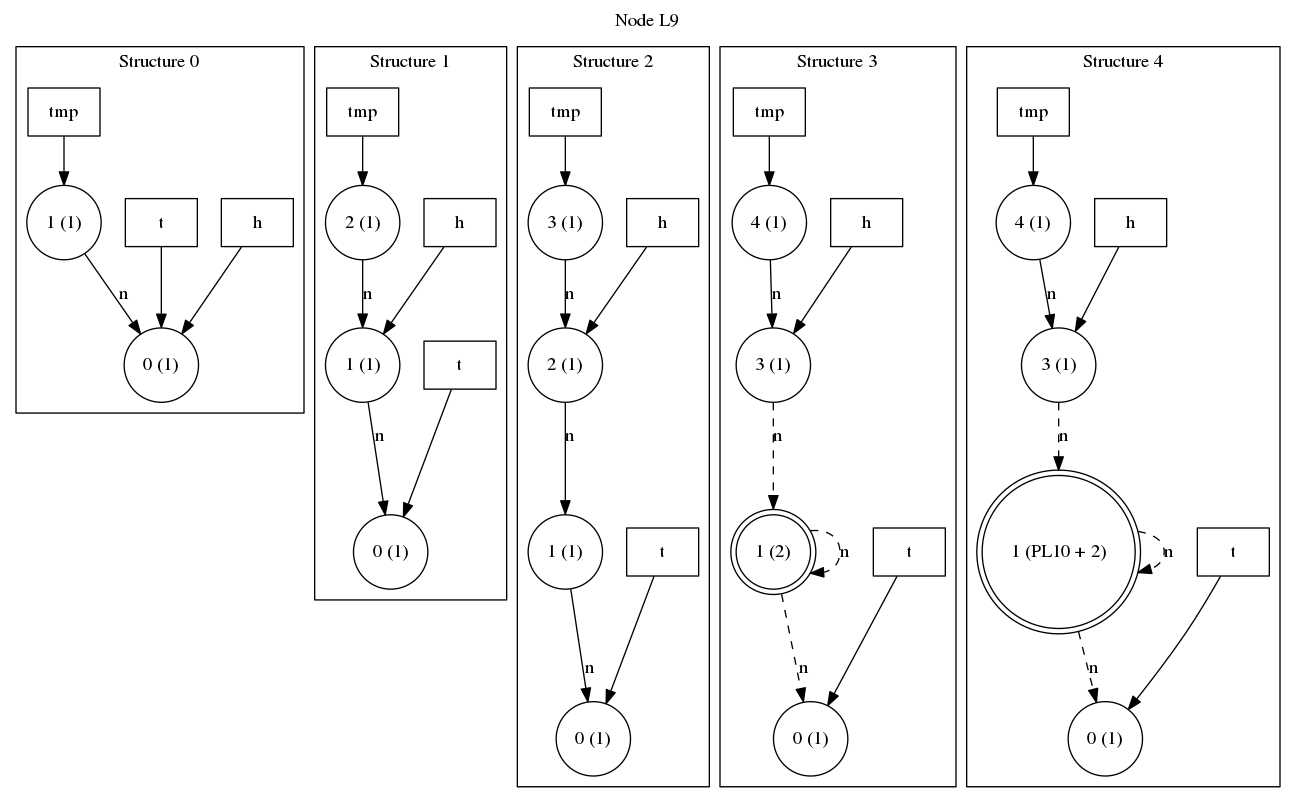 Node L9
Structure 0
tmp
1 (1)
t
h
n
0 (1)
Structure 1
tmp
2 (1)
h
n
1 (1)
t
n
0 (1)
Structure 2
tmp
3 (1)
h
n
2 (1)
n
1 (1)
t
n
0 (1)
Structure 3
tmp
4 (1)
h
n
3 (1)
n
1 (2)
n
t
n
0 (1)
Structure 4
tmp
4 (1)
h
n
3 (1)
n
1 (PL10 + 2)
n
t
n
0 (1)